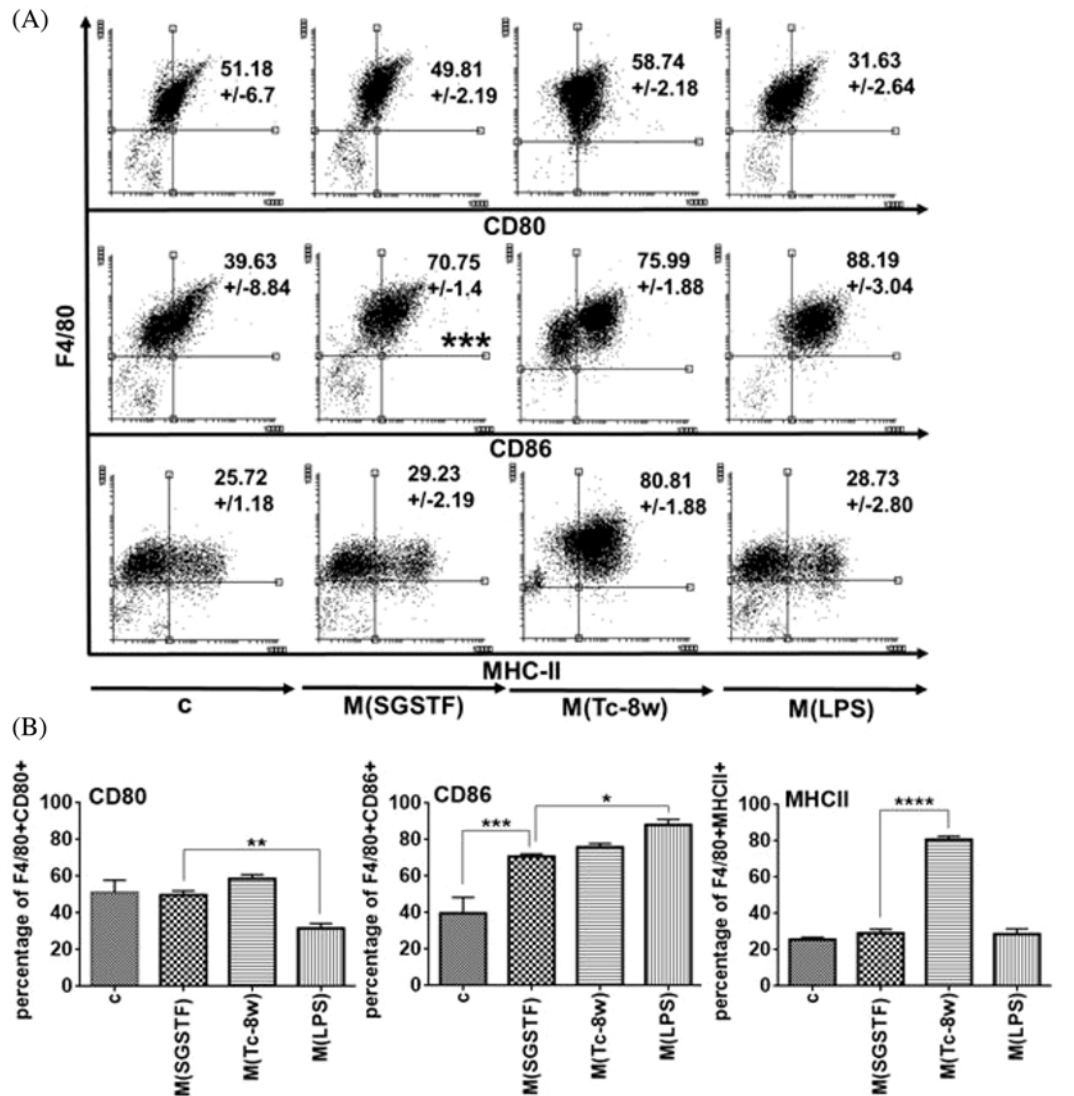 (A)
51.18
+/-6.7
49.81
+/-2.19
58.74
+/-2.18
31.63
+/-2.64
CD80
39.63
+/-8.84
70.75
+/-1.4
***
75.99
+/-1.88
88.19
+/-3.04
F4/80
CD86
25.72
+/1.18
29.23
+/-2.19
80.81
+/-1.88
28.73
+/-2.80
MHC-II
c
M(SGSTF)
M(Tc-8w)
M(LPS)
(B)
percentage of F4/80+CD80+
CD80
100
80
60
40
20
0
**
c
M(SGSTF)
M(Tc-8w)
M(LPS)
percentage of F4/80+CD86+
CD86
100
80
60
40
20
0
***
*
c
M(SGSTF)
M(Tc-8w)
M(LPS)
percentage of F4/80+MHCII+
MHCII
100
80
60
40
20
0
****
c
M(SGSTF)
M(Tc-8w)
M(LPS)